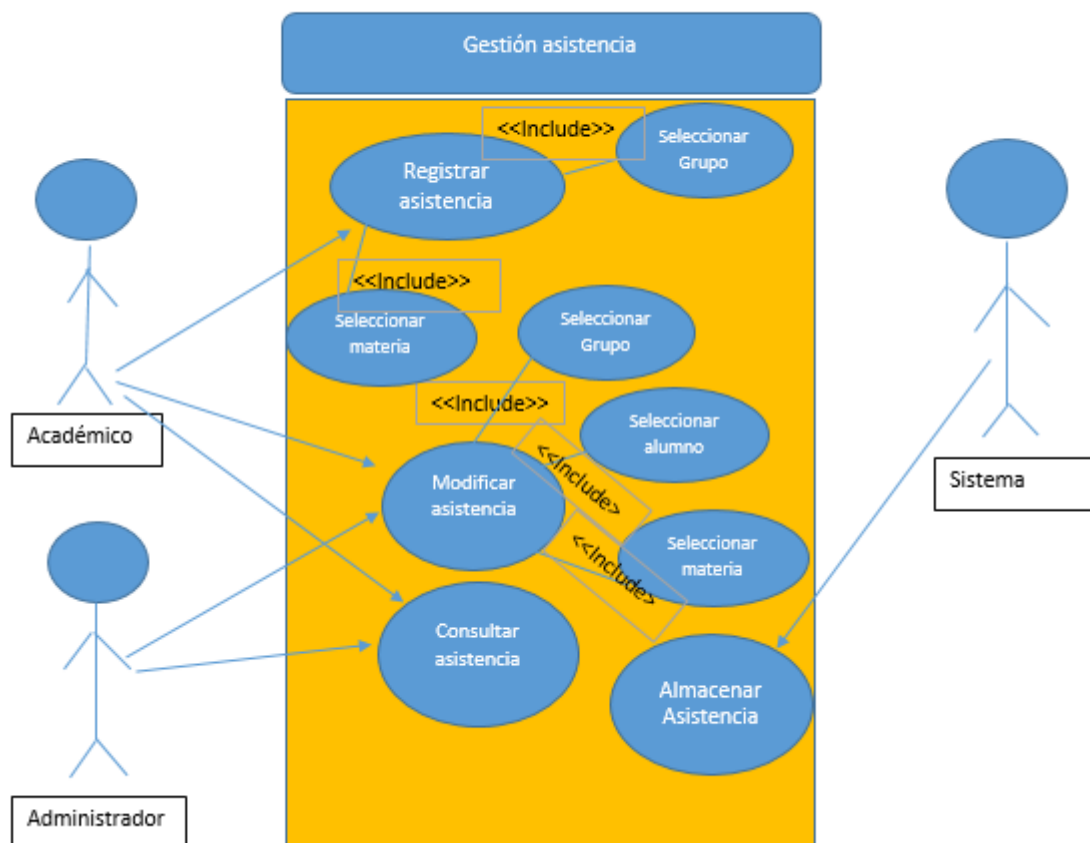 Gestión asistencia
<<Include>>
Seleccionar
Grupo
Registrar
asistencia
<<Include>>
Seleccionar
materia
Seleccionar
Grupo
<<Include>>
Seleccionar
alumno
<<Include>
Modificar
asistencia
<<Include>
Seleccionar
materia
Consultar
asistencia
Almacenar
Asistencia
Académico
Administrador
Sistema